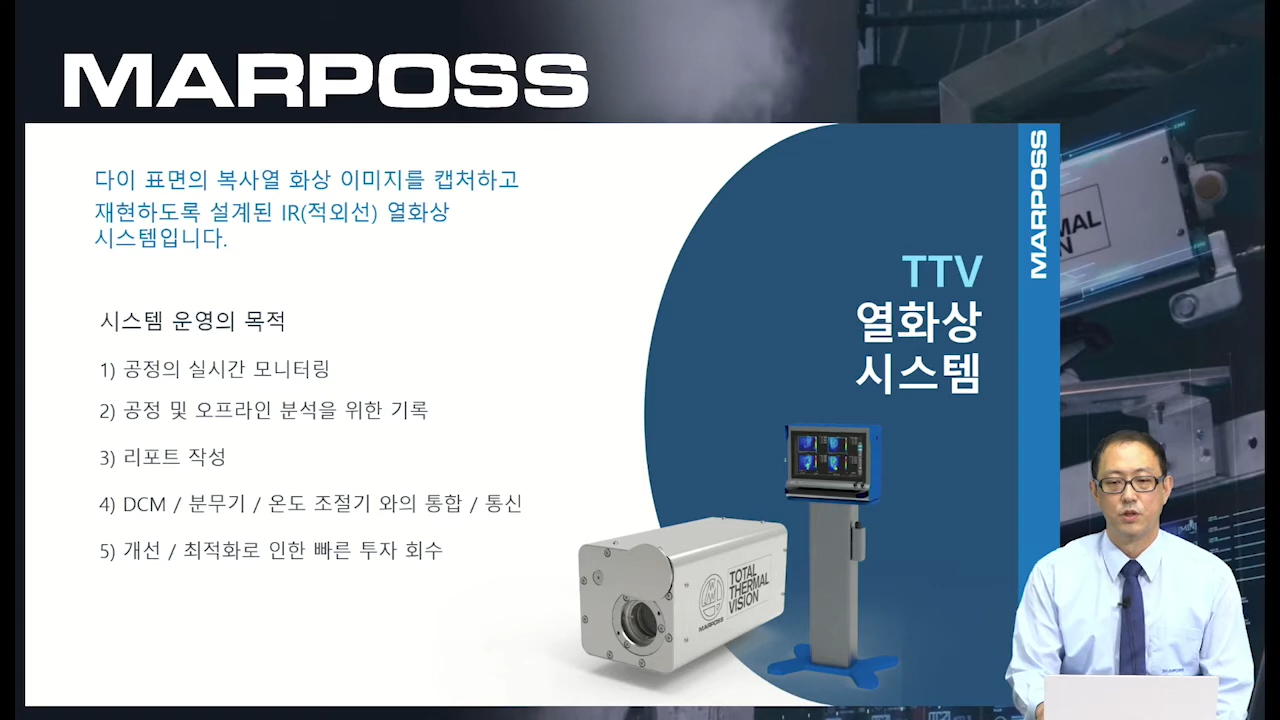 MARPOSS
다이 표면의 복사열 화상 이미지를 캡처하고
재현하도록 설계된 IR(적외선) 열화상
시스템입니다.
시스템 운영의 목적
1) 공정의 실시간 모니터링
2) 공정 및 오프라인 분석을 위한 기록
3) 리포트 작성
4) DCM / 분무기 / 온도 조절기 와의 통합 / 통신
5) 개선 / 최적화로 인한 빠른 투자 회수
TTV
열화상
시스템
MARPOSS
TOTAL
THERMAL
VISION
MARPOSS
MAL
N
MARPOSS